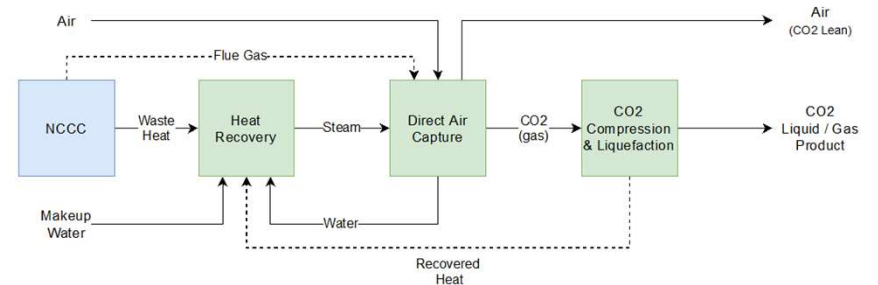 Air
Air
(CO2 Lean)
Flue Gas
NCCC
Waste
Heat
Heat
Recovery
Steam
Direct Air
Capture
CO2
(gas)
CO2
Compression
& Liquefaction
CO2
Liquid / Gas
Product
Makeup
Water
Water
Recovered
Heat